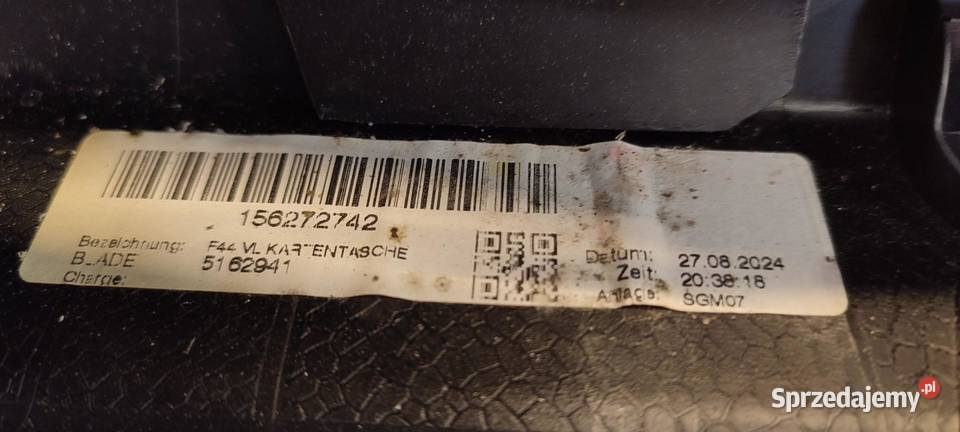 156272742
Bezeichnung: F44 VL KARTENTASCHE
BLADE 5162941
Charge:
Datum: 27.08.2024
Zeit: 20:38:18
Anlage: SGM07
Sprzedajemy.pl